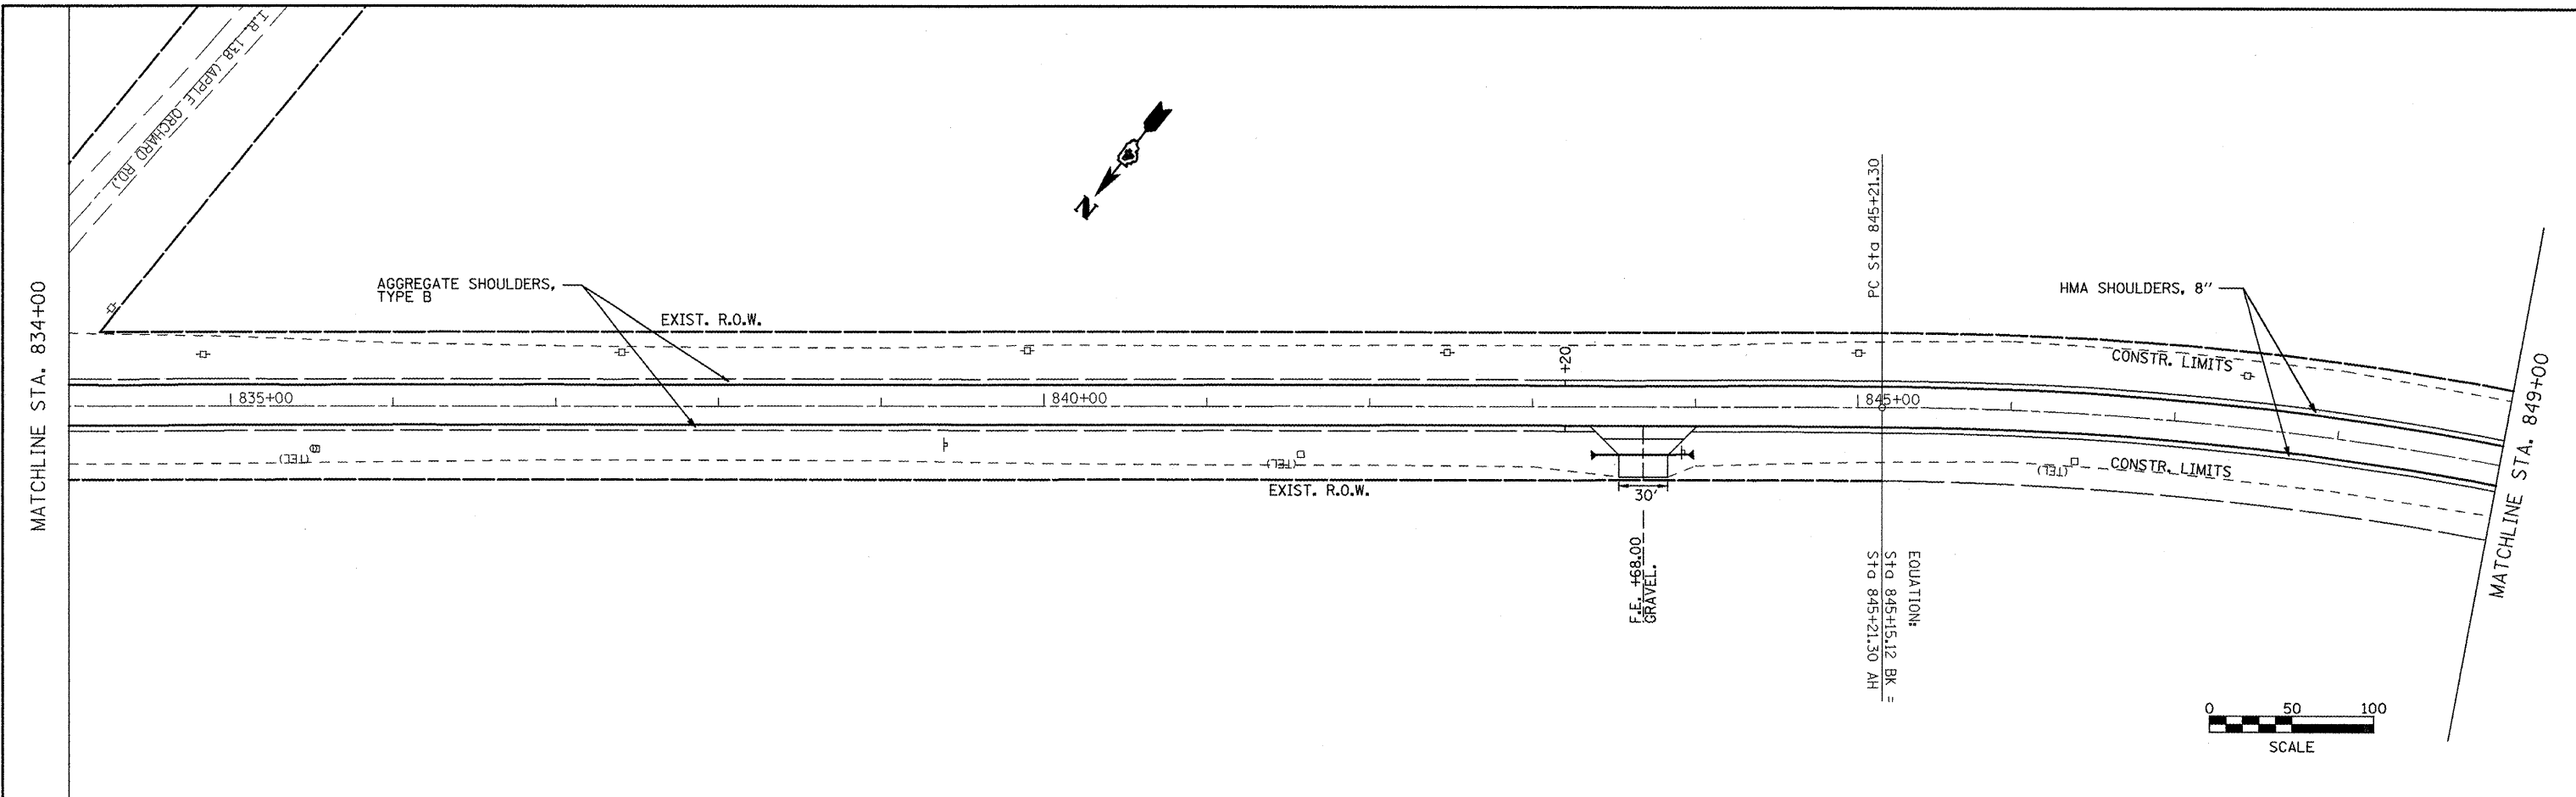 T.R. 138 (APPLE ORCHARD RD.)
MATCHLINE STA. 834+00
AGGREGATE SHOULDERS,
TYPE B
EXIST. R.O.W.
N
+20
PC Sta 845+21.30
HMA SHOULDERS, 8"
CONSTR. LIMITS
835+00
840+00
845+00
(TEL)
(TEL)
(TEL)
CONSTR. LIMITS
EXIST. R.O.W.
30'
F.E. +68.00
GRAVEL.
EQUATION:
Sta 845+15.12 BK =
Sta 845+21.30 AH
MATCHLINE STA. 849+00
0 50 100
SCALE